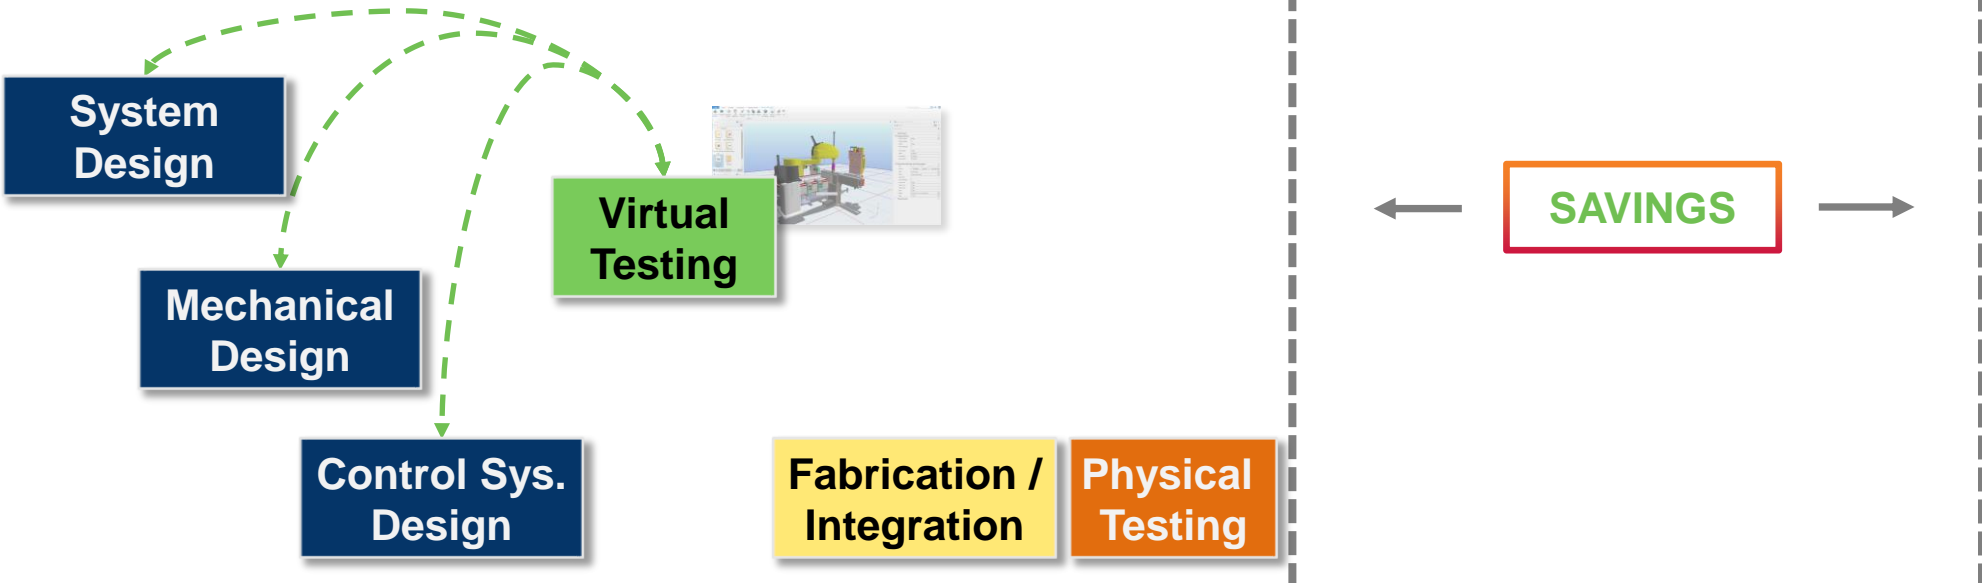 System
Design
Virtual
Testing
SAVINGS
Mechanical
Design
Control Sys.
Design
Fabrication /
Integration
Physical
Testing